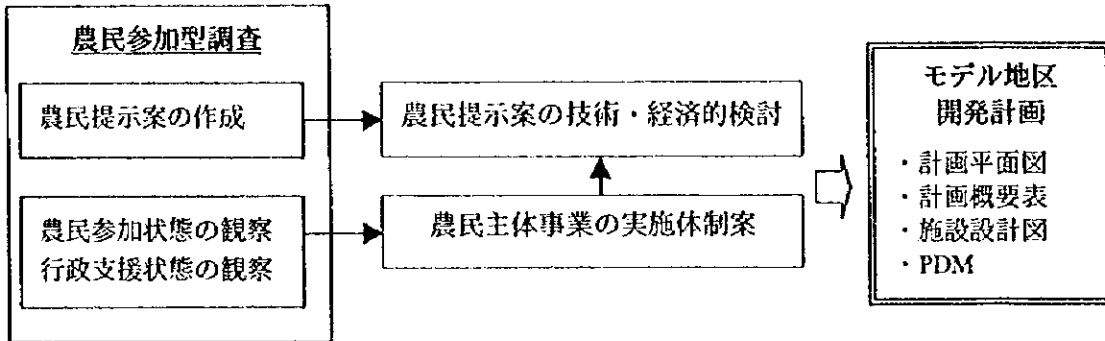 農民参加型調査
農民提示案の作成
農民参加状態の観察
行政支援状態の観察
農民提示案の技術・経済的検討
農民主体事業の実施体制案
モデル地区
開発計画
・計画平面図
・計画概要表
・施設設計図
・PDM